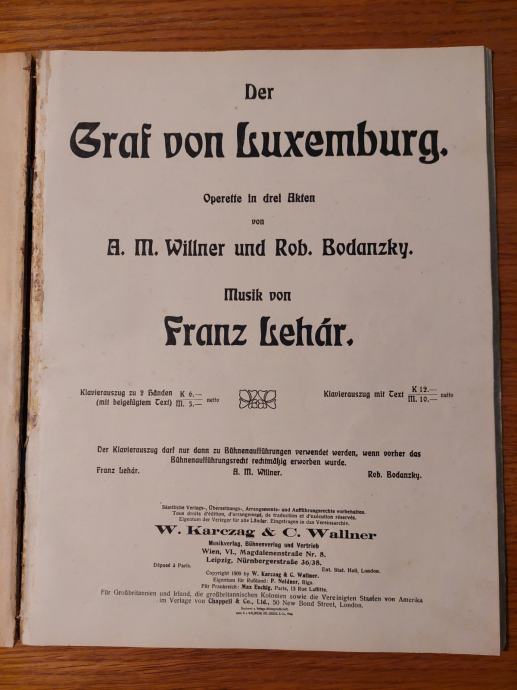 Der
Graf von Luxemburg.
Operette in drei Akten
von
A. M. Willner und Rob. Bodanzky.
Musik von
Franz Lehár.
Klavierauszug zu 2 Händen K 6.—
(mit beigefügtem Text) M. 5.— netto
Klavierauszug mit Text K 12.—
M. 10.— netto
Der Klavierauszug darf nur dann zu Bühnenaufführungen verwendet werden, wenn vorher das
Bühnenaufführungsrecht rechtmäßig erworben wurde.
Franz Lehár. A. M. Willner. Rob. Bodanzky.
Sämtliche Verlags-, Übersetzungs-, Arrangements- und Aufführungsrechte vorbehalten.
Tous droits d'édition, d'arrangement, de traduction et d'exécution réservés.
Eigentum der Verleger für alle Länder. Eingetragen in das Vereinsarchiv.
W. Karczag & C. Wallner
Musikverlag, Bühnenverlag und Vertrieb
Wien, VI., Magdalenenstraße Nr. 8.
Leipzig, Nürnbergerstraße 36/38.
Déposé à Paris. Ent. Stat. Hall, London.
Copyright 1909 by W. Karczag & C. Wallner.
Eigentum für Rußland: P. Neldner, Riga.
Für Frankreich: Max Eschig, Paris, 13 Rue Laffitte.
Für Großbritannien und Irland, die großbritannischen Kolonien sowie die Vereinigten Staaten von Amerika
im Verlage von Chappell & Co., Ltd., 50 New Bond Street, London.